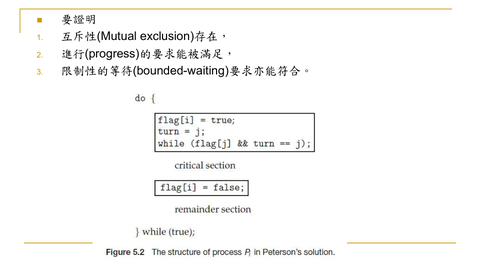 要證明
1. 互斥性(Mutual exclusion)存在，
2. 進行(progress)的要求能被滿足，
3. 限制性的等待(bounded-waiting)要求亦能符合。
do {
flag[i] = true;
turn = j;
while (flag[j] && turn == j);
critical section
flag[i] = false;
remainder section
} while (true);
Figure 5.2 The structure of process Pi in Peterson's solution.